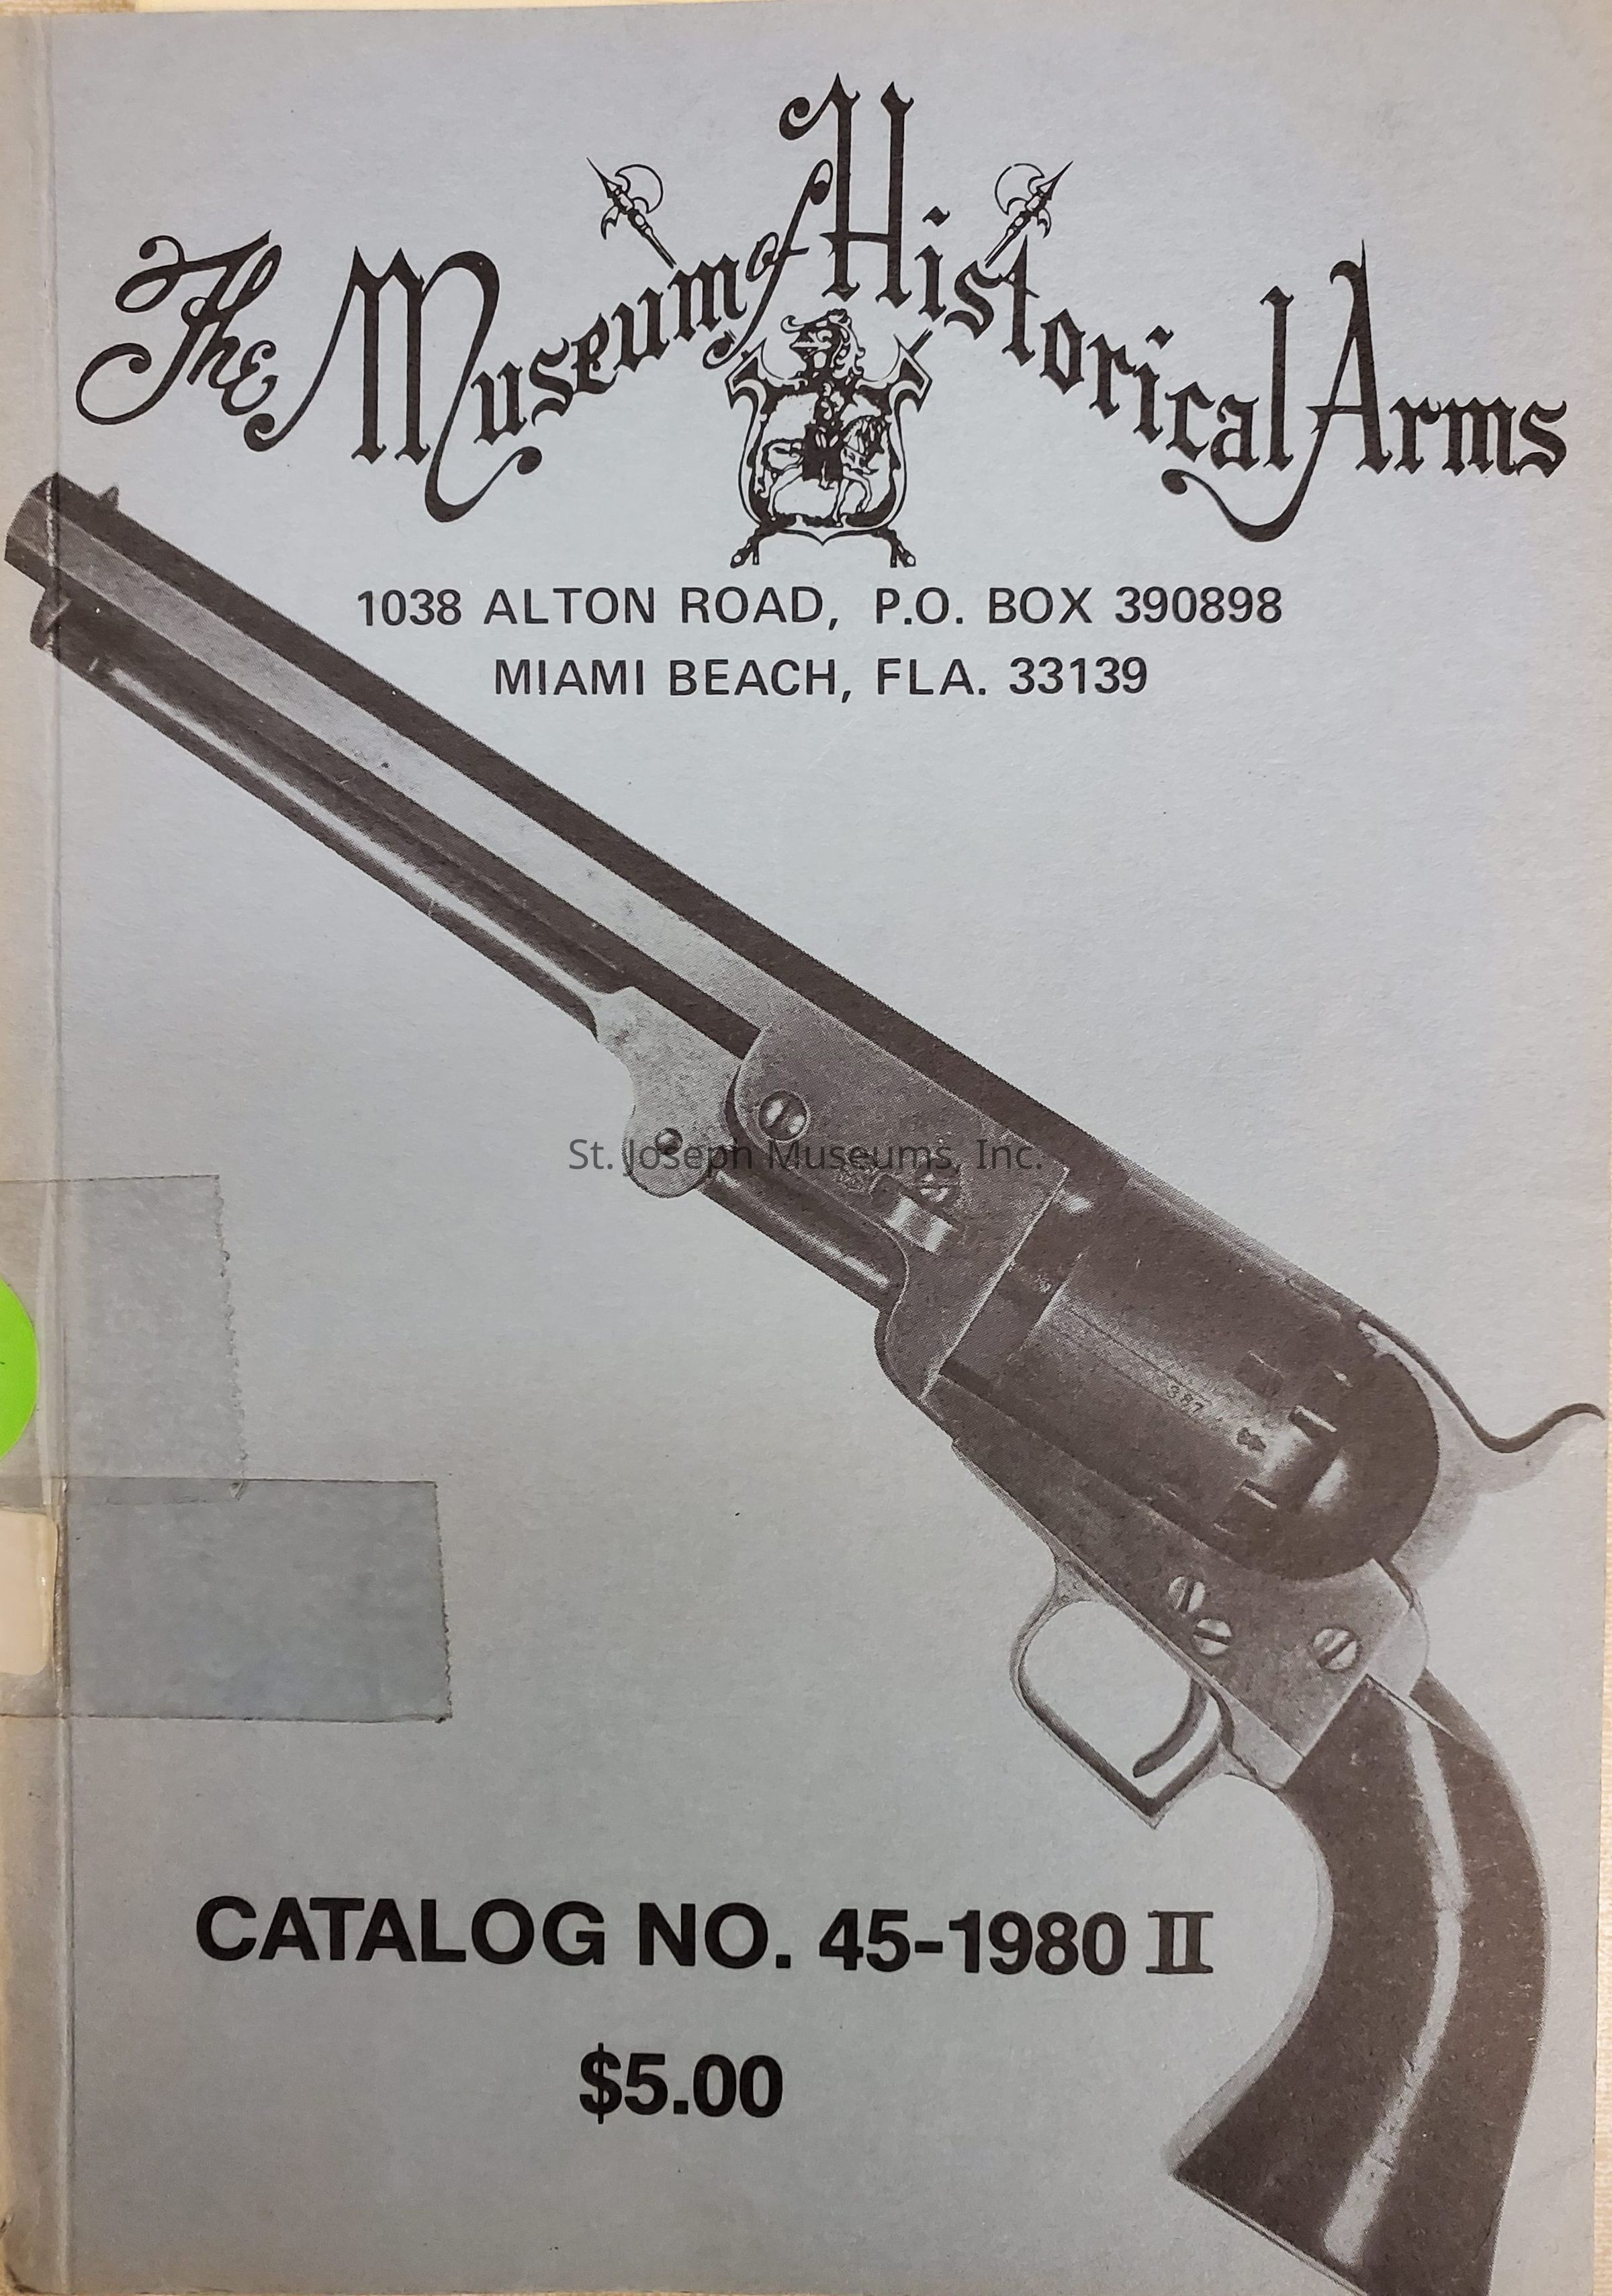 The Museum of Historical Arms
1038 ALTON ROAD, P.O. BOX 390898
MIAMI BEACH, FLA. 33139
St. Joseph Museums, Inc.
387
CATALOG NO. 45-1980 II
$5.00